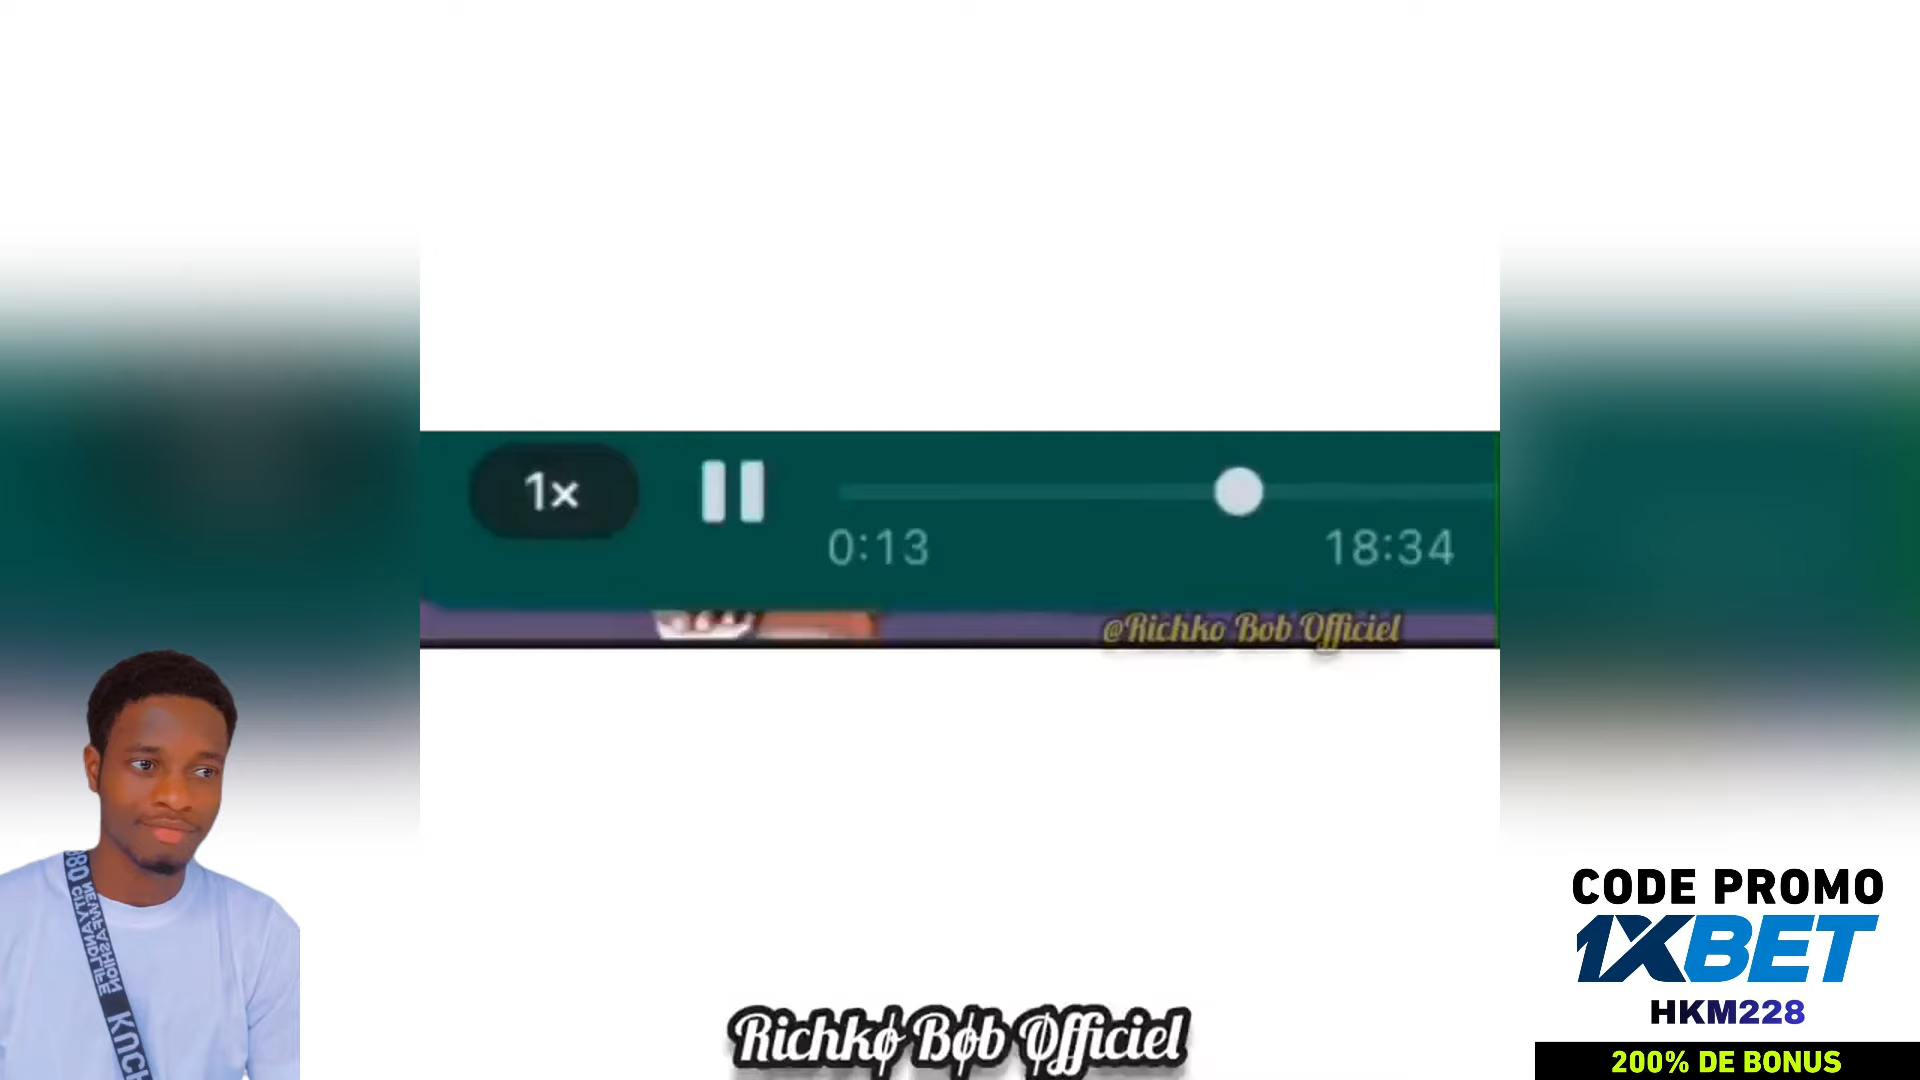 1x
0:13
18:34
@Richko Bob Officiel
CODE PROMO
1XBET
HKM228
200% DE BONUS
Richkø Bøb Øfficiel